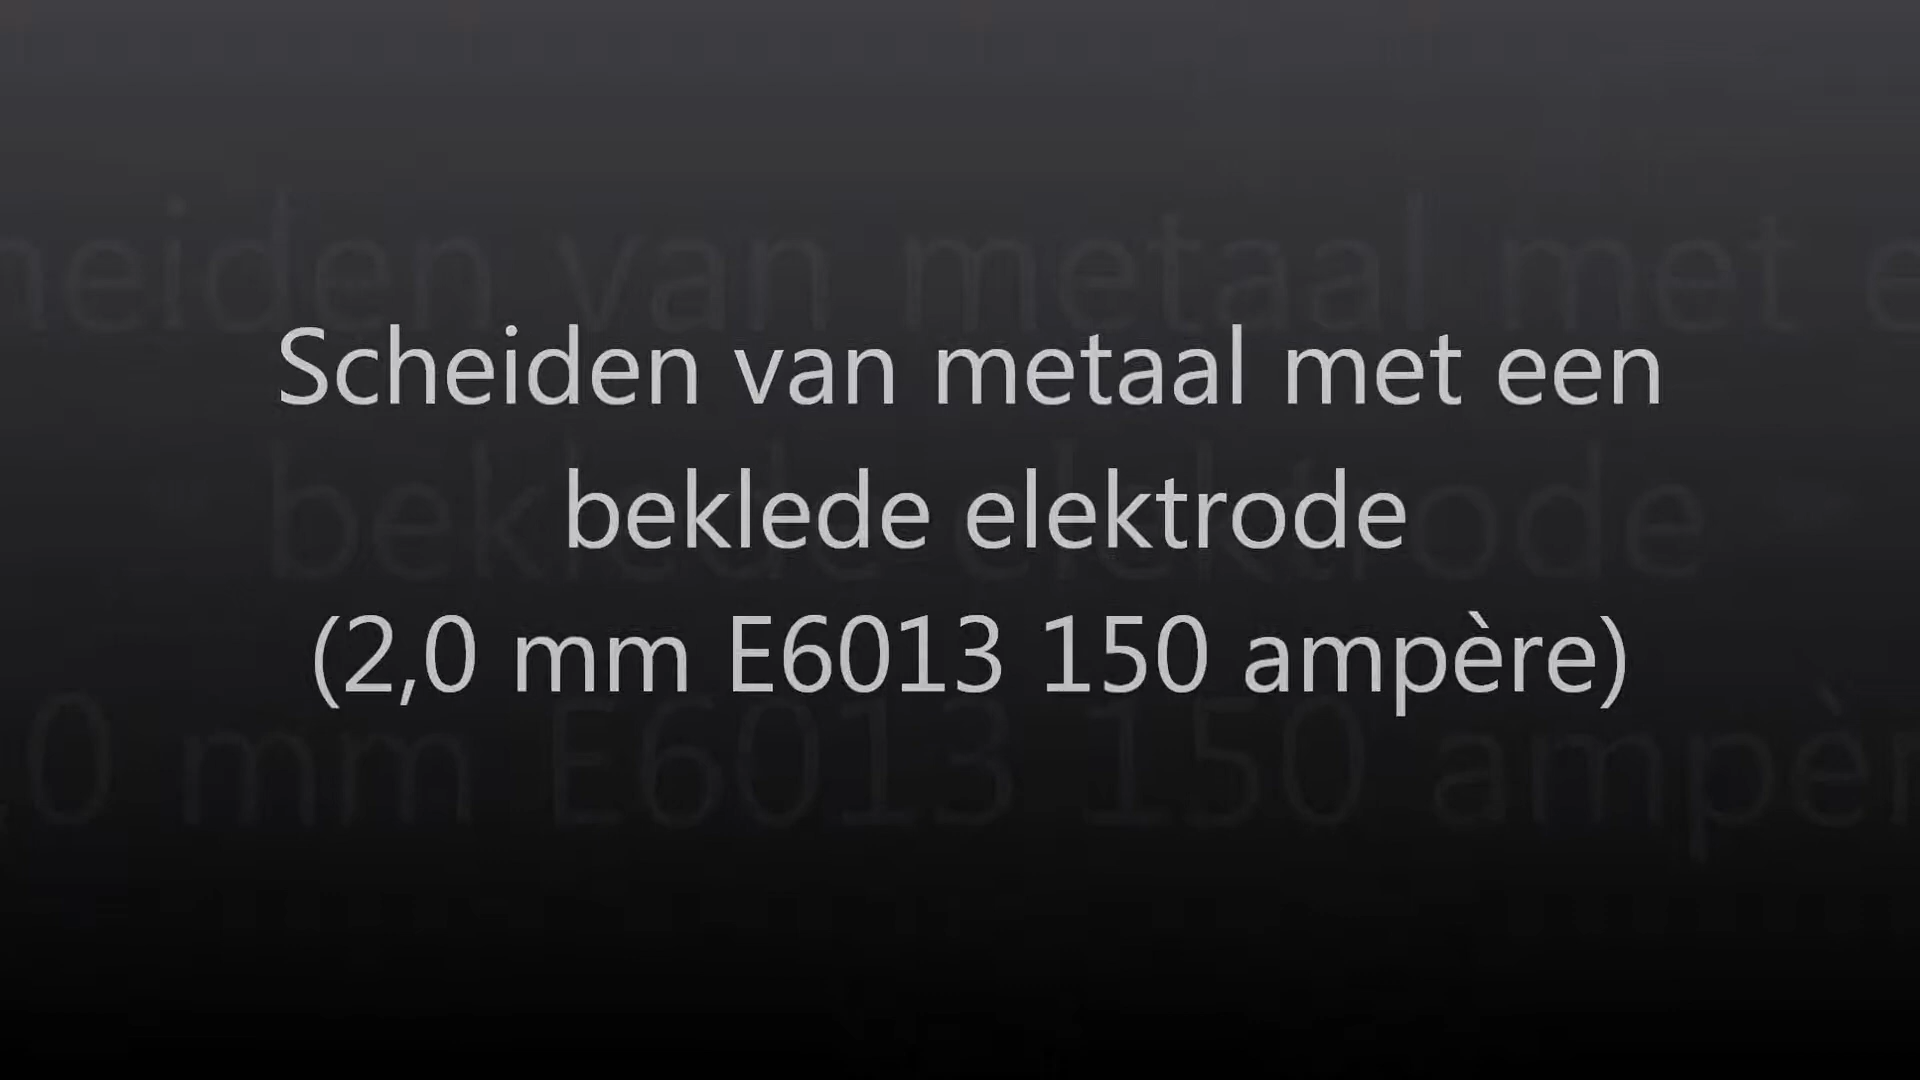 Scheiden van metaal met een
beklede elektrode
(2,0 mm E6013 150 ampère)